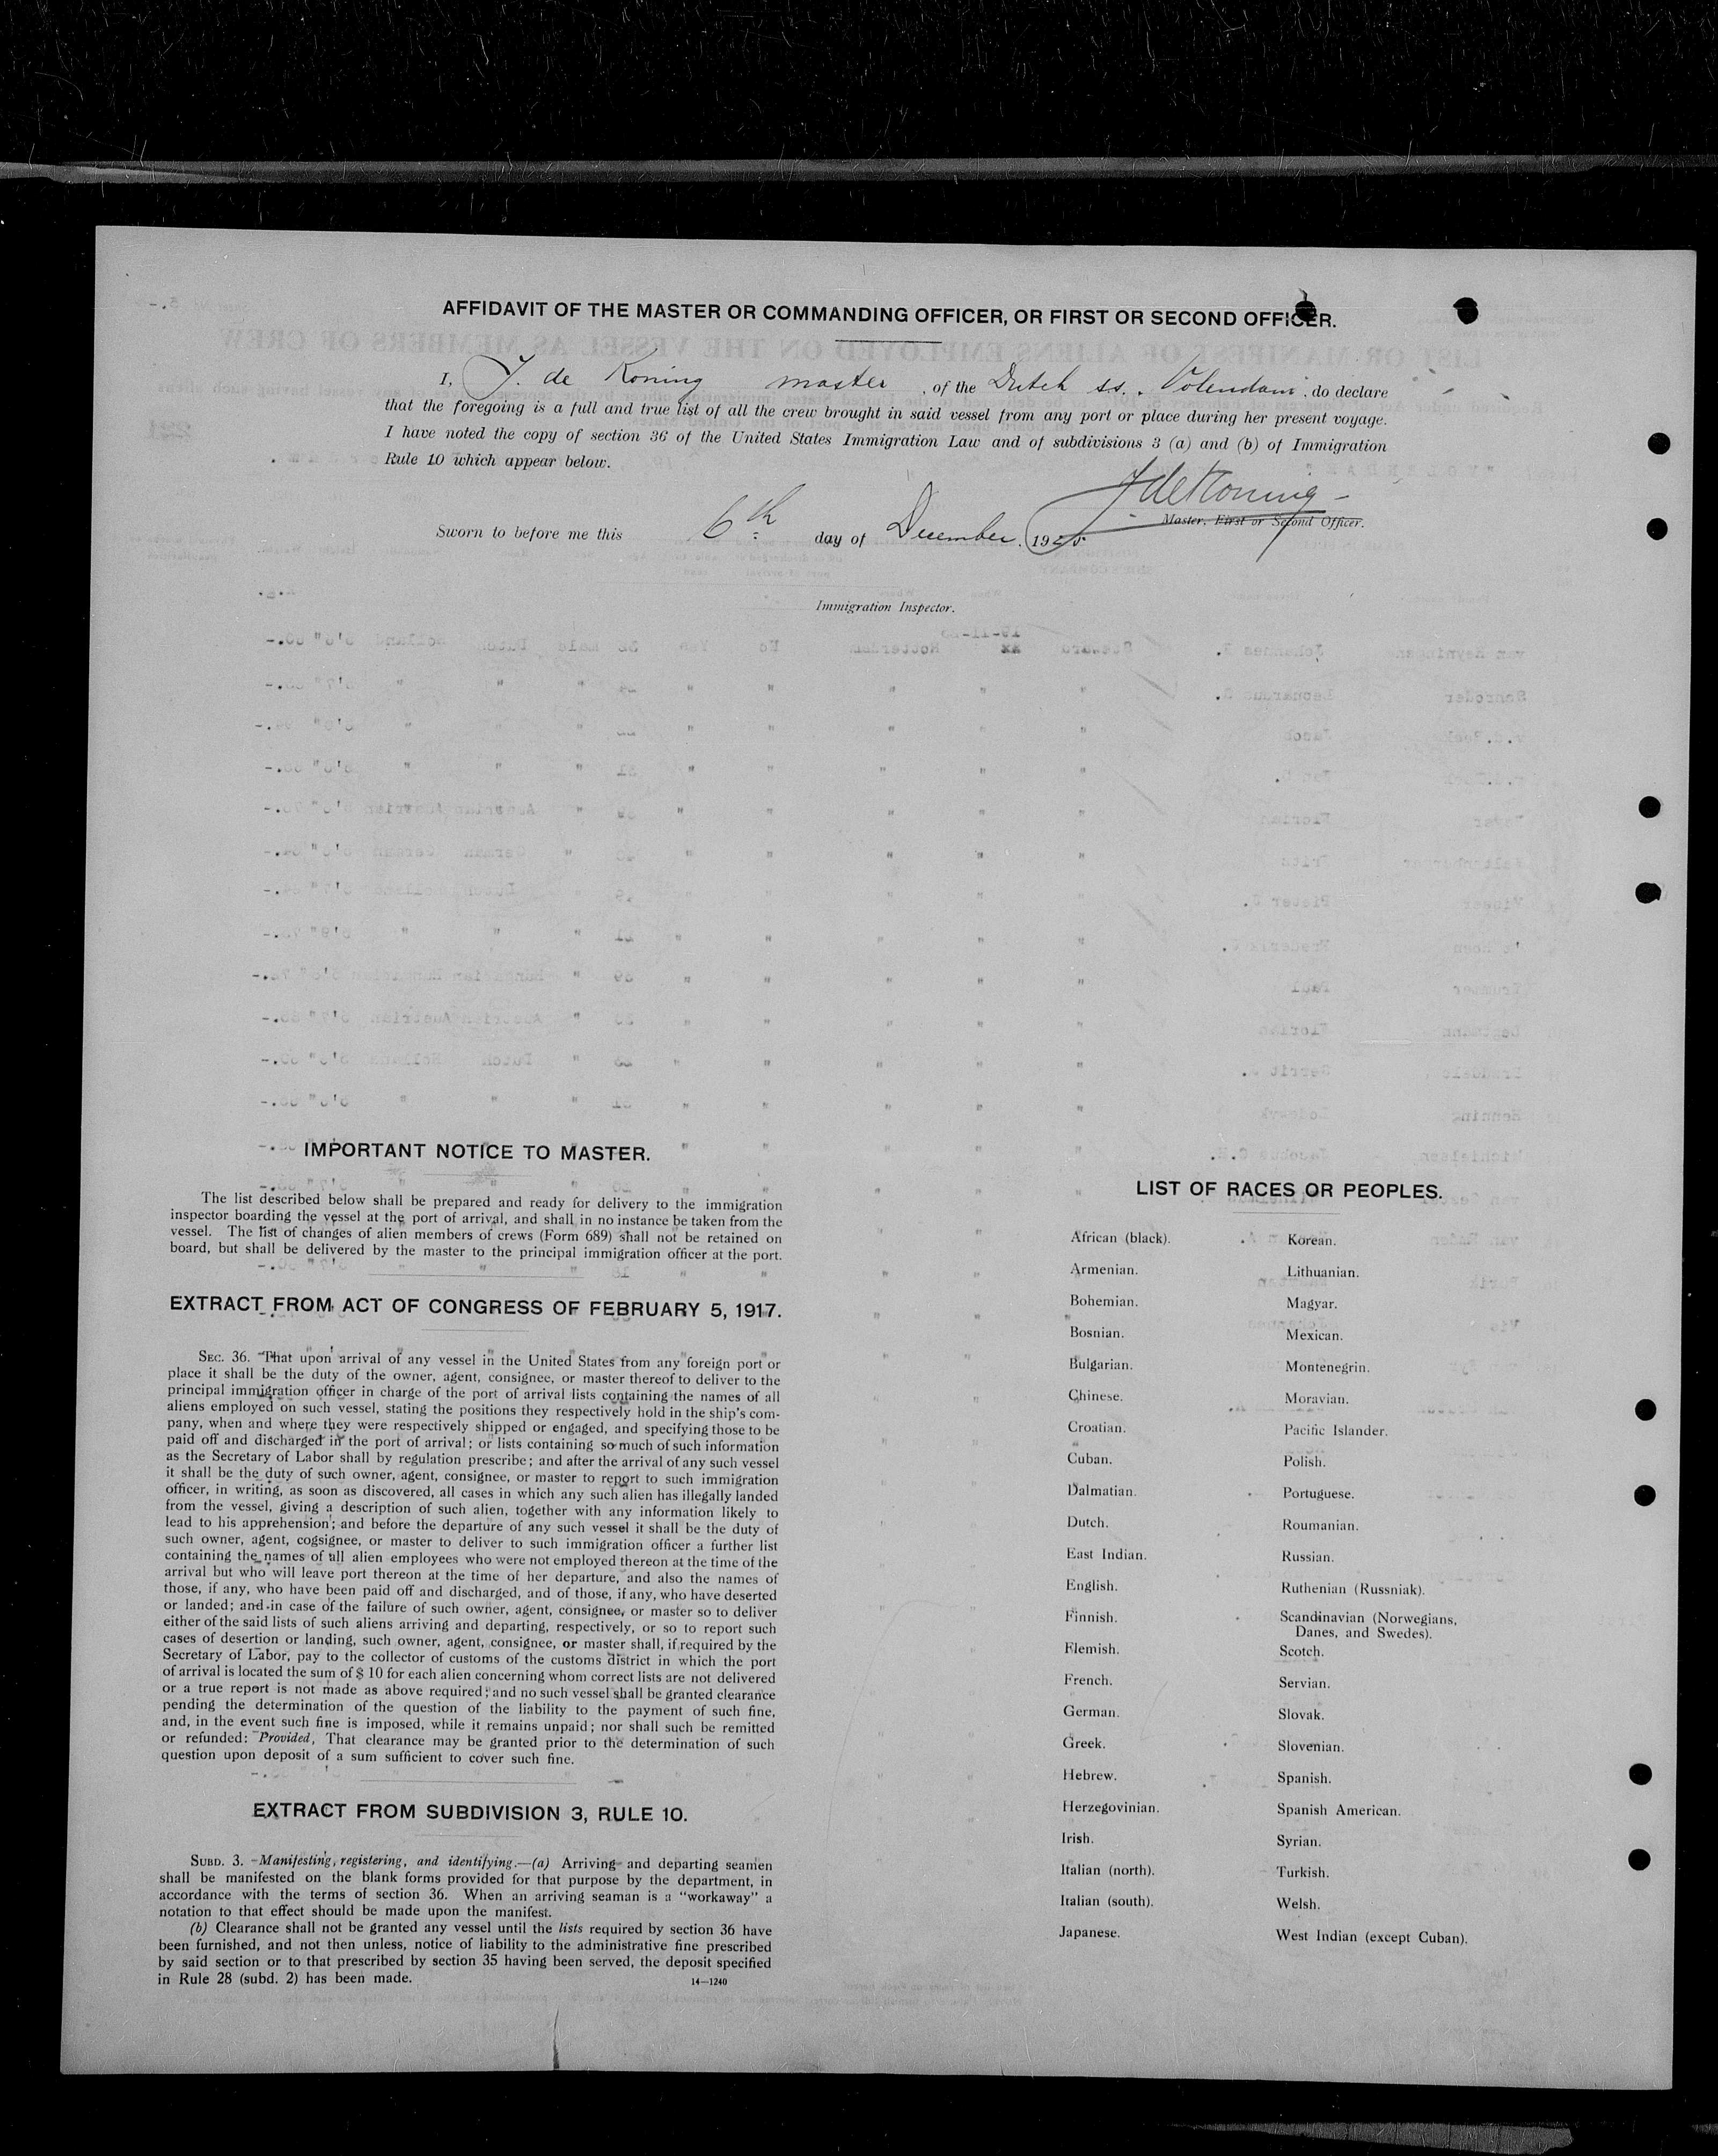 AFFIDAVIT OF THE MASTER OR COMMANDING OFFICER, OR FIRST OR SECOND OFFICER.
I, J. de Koning master, of the Dutch ss. Volendam, do declare
that the foregoing is a full and true list of all the crew brought in said vessel from any port or place during her present voyage.
I have noted the copy of section 36 of the United States Immigration Law and of subdivisions 3 (a) and (b) of Immigration
Rule 10 which appear below.
J de Koning
Master, First or Second Officer.
Sworn to before me this 6th day of December, 192
Immigration Inspector.
IMPORTANT NOTICE TO MASTER.
The list described below shall be prepared and ready for delivery to the immigration
inspector boarding the vessel at the port of arrival, and shall in no instance be taken from the
vessel. The list of changes of alien members of crews (Form 689) shall not be retained on
board, but shall be delivered by the master to the principal immigration officer at the port.
EXTRACT FROM ACT OF CONGRESS OF FEBRUARY 5, 1917.
SEC. 36. That upon arrival of any vessel in the United States from any foreign port or
place it shall be the duty of the owner, agent, consignee, or master thereof to deliver to the
principal immigration officer in charge of the port of arrival lists containing the names of all
aliens employed on such vessel, stating the positions they respectively hold in the ship's com-
pany, when and where they were respectively shipped or engaged, and specifying those to be
paid off and discharged in the port of arrival; or lists containing so much of such information
as the Secretary of Labor shall by regulation prescribe; and after the arrival of any such vessel
it shall be the duty of such owner, agent, consignee, or master to report to such immigration
officer, in writing, as soon as discovered, all cases in which any such alien has illegally landed
from the vessel, giving a description of such alien, together with any information likely to
lead to his apprehension; and before the departure of any such vessel it shall be the duty of
such owner, agent, cogsignee, or master to deliver to such immigration officer a further list
containing the names of all alien employees who were not employed thereon at the time of the
arrival but who will leave port thereon at the time of her departure, and also the names of
those, if any, who have been paid off and discharged, and of those, if any, who have deserted
or landed; and in case of the failure of such owner, agent, consignee, or master so to deliver
either of the said lists of such aliens arriving and departing, respectively, or so to report such
cases of desertion or landing, such owner, agent, consignee, or master shall, if required by the
Secretary of Labor, pay to the collector of customs of the customs district in which the port
of arrival is located the sum of $ 10 for each alien concerning whom correct lists are not delivered
or a true report is not made as above required; and no such vessel shall be granted clearance
pending the determination of the question of the liability to the payment of such fine,
and, in the event such fine is imposed, while it remains unpaid; nor shall such be remitted
or refunded: Provided, That clearance may be granted prior to the determination of such
question upon deposit of a sum sufficient to cover such fine.
EXTRACT FROM SUBDIVISION 3, RULE 10.
SUBD. 3. Manifesting, registering, and identifying.—(a) Arriving and departing seamen
shall be manifested on the blank forms provided for that purpose by the department, in
accordance with the terms of section 36. When an arriving seaman is a "workaway" a
notation to that effect should be made upon the manifest.
(b) Clearance shall not be granted any vessel until the lists required by section 36 have
been furnished, and not then unless, notice of liability to the administrative fine prescribed
by said section or to that prescribed by section 35 having been served, the deposit specified
in Rule 28 (subd. 2) has been made.
14—1240
LIST OF RACES OR PEOPLES.
African (black).
Armenian.
Bohemian.
Bosnian.
Bulgarian.
Chinese.
Croatian.
Cuban.
Dalmatian.
Dutch.
East Indian.
English.
Finnish.
Flemish.
French.
German.
Greek.
Hebrew.
Herzegovinian.
Irish.
Italian (north).
Italian (south).
Japanese.
Korean.
Lithuanian.
Magyar.
Mexican.
Montenegrin.
Moravian.
Pacific Islander.
Polish.
Portuguese.
Roumanian.
Russian.
Ruthenian (Russniak).
Scandinavian (Norwegians,
Danes, and Swedes).
Scotch.
Servian.
Slovak.
Slovenian.
Spanish.
Spanish American.
Syrian.
Turkish.
Welsh.
West Indian (except Cuban).